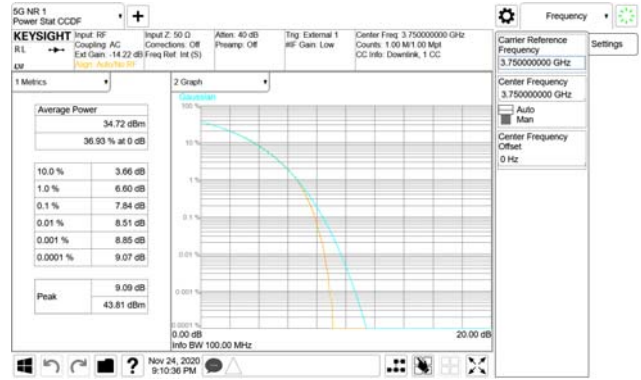 5G NR 1
Power Stat CCDF
Frequency
KEYSIGHT
RL
Input: RF
Coupling: AC
Ext Gain: -14.22 dB
Align: Auto/No RF
Input Z: 50 Ω
Corrections: Off
Freq Ref: Int (S)
Atten: 40 dB
Preamp: Off
Trig: External 1
#IF Gain: Low
Center Freq: 3.750000000 GHz
Counts: 1.00 M/1.00 Mpt
CC Info: Downlink, 1 CC
Carrier Reference
Frequency
3.750000000 GHz
Settings
Center Frequency
3.750000000 GHz
Auto
Man
Center Frequency
Offset
0 Hz
1 Metrics
Average Power
34.72 dBm
36.93 % at 0 dB
10.0 % 3.66 dB
1.0 % 6.60 dB
0.1 % 7.84 dB
0.01 % 8.51 dB
0.001 % 8.85 dB
0.0001 % 9.07 dB
Peak
9.09 dB
43.81 dBm
2 Graph
Gaussian
100 %
10 %
1 %
0.1 %
0.01 %
0.001 %
0.0001 %
0.00 dB
20.00 dB
Info BW 100.00 MHz
Nov 24, 2020
9:10:36 PM